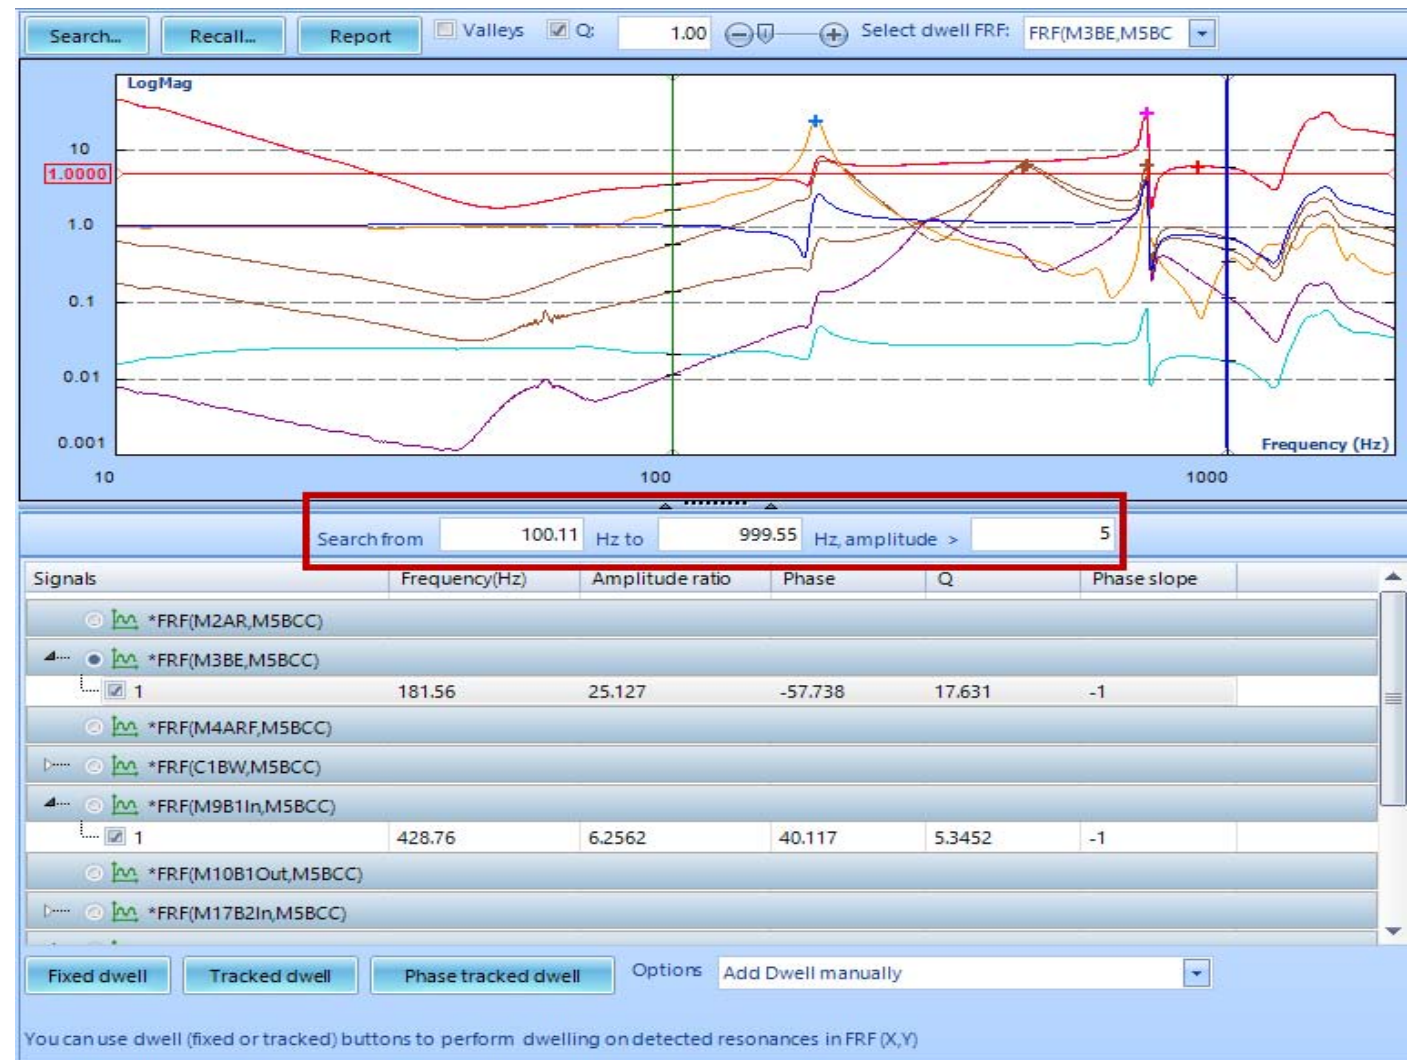 Search... Recall... Report Valleys Q: 1.00 Select dwell FRF: FRF(M3BE,M5BC
LogMag
10
1.0000
1.0
0.1
0.01
0.001
Frequency (Hz)
10 100 1000
Search from 100.11 Hz to 999.55 Hz, amplitude > 5
Signals Frequency(Hz) Amplitude ratio Phase Q Phase slope
*FRF(M2AR,M5BCC)
*FRF(M3BE,M5BCC)
1 181.56 25.127 -57.738 17.631 -1
*FRF(M4ARF,M5BCC)
*FRF(C1BW,M5BCC)
*FRF(M9B1In,M5BCC)
1 428.76 6.2562 40.117 5.3452 -1
*FRF(M10B1Out,M5BCC)
*FRF(M17B2In,M5BCC)
Fixed dwell Tracked dwell Phase tracked dwell Options Add Dwell manually
You can use dwell (fixed or tracked) buttons to perform dwelling on detected resonances in FRF (X,Y)